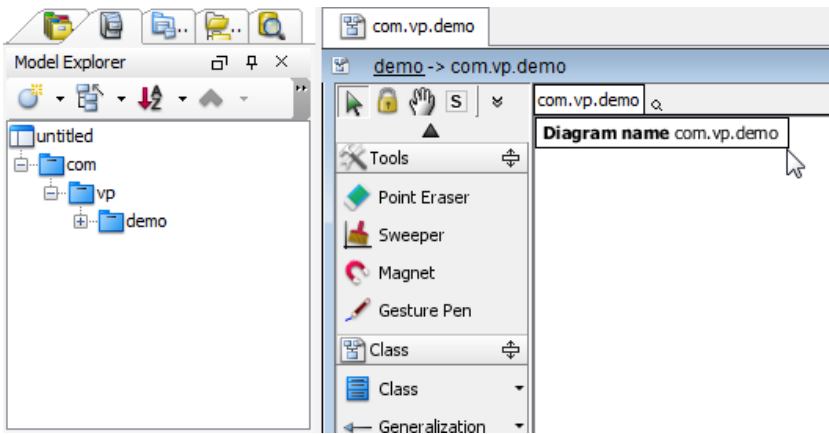 Model Explorer
untitled
com
vp
demo
com.vp.demo
demo -> com.vp.demo
S
com.vp.demo
Diagram name com.vp.demo
Tools
Point Eraser
Sweeper
Magnet
Gesture Pen
Class
Class
Generalization